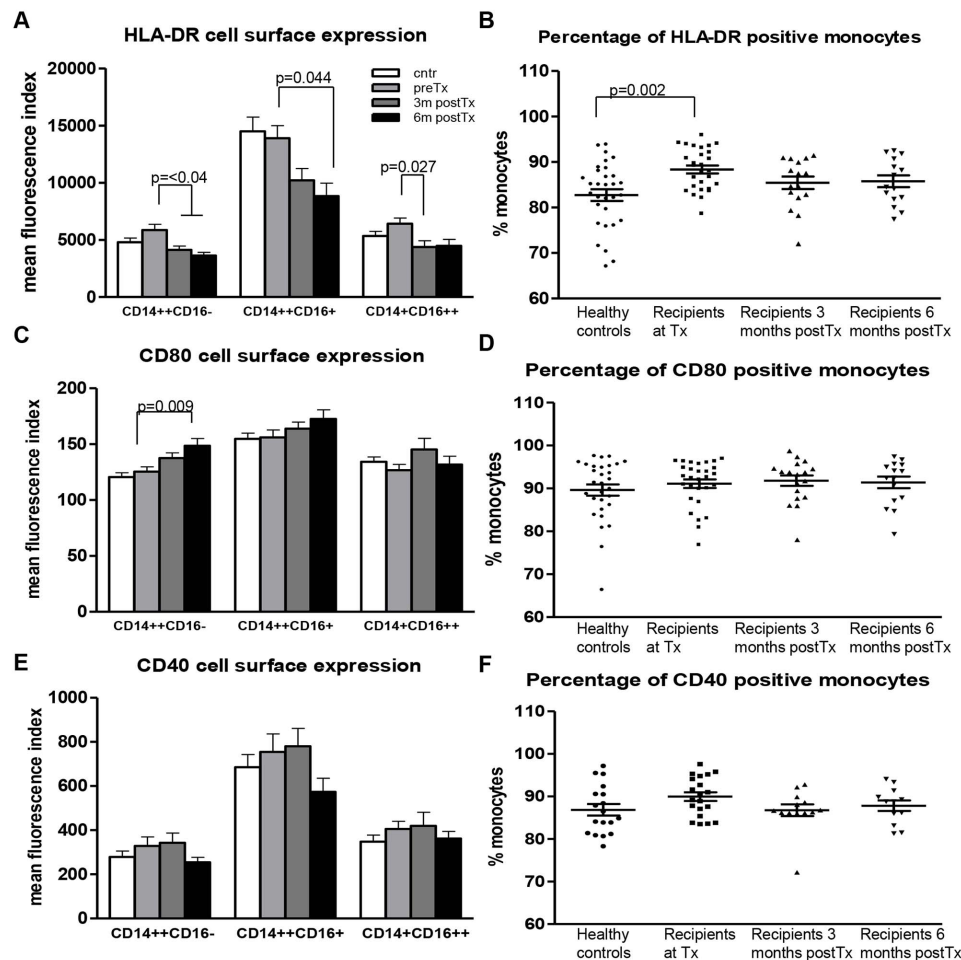 A
HLA-DR cell surface expression
mean fluorescence index
20000
15000
10000
5000
0
p=<0.04
p=0.044
p=0.027
cntr
preTx
3m postTx
6m postTx
CD14++CD16-
CD14++CD16+
CD14+CD16++
B
Percentage of HLA-DR positive monocytes
% monocytes
100
90
80
70
60
p=0.002
Healthy controls
Recipients at Tx
Recipients 3 months postTx
Recipients 6 months postTx
C
CD80 cell surface expression
mean fluorescence index
200
150
100
50
0
p=0.009
CD14++CD16-
CD14++CD16+
CD14+CD16++
D
Percentage of CD80 positive monocytes
% monocytes
100
90
80
70
60
Healthy controls
Recipients at Tx
Recipients 3 months postTx
Recipients 6 months postTx
E
CD40 cell surface expression
mean fluorescence index
1000
800
600
400
200
0
CD14++CD16-
CD14++CD16+
CD14+CD16++
F
Percentage of CD40 positive monocytes
% monocytes
100
90
80
70
60
Healthy controls
Recipients at Tx
Recipients 3 months postTx
Recipients 6 months postTx